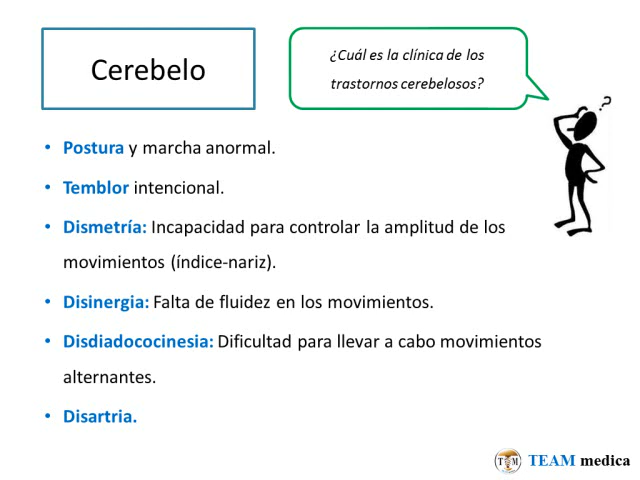 Cerebelo
¿Cuál es la clínica de los
trastornos cerebelosos?
?
• Postura y marcha anormal.
• Temblor intencional.
• Dismetría: Incapacidad para controlar la amplitud de los
movimientos (índice-nariz).
• Disinergia: Falta de fluidez en los movimientos.
• Disdiadococinesia: Dificultad para llevar a cabo movimientos
alternantes.
• Disartria.
TM TEAM medica